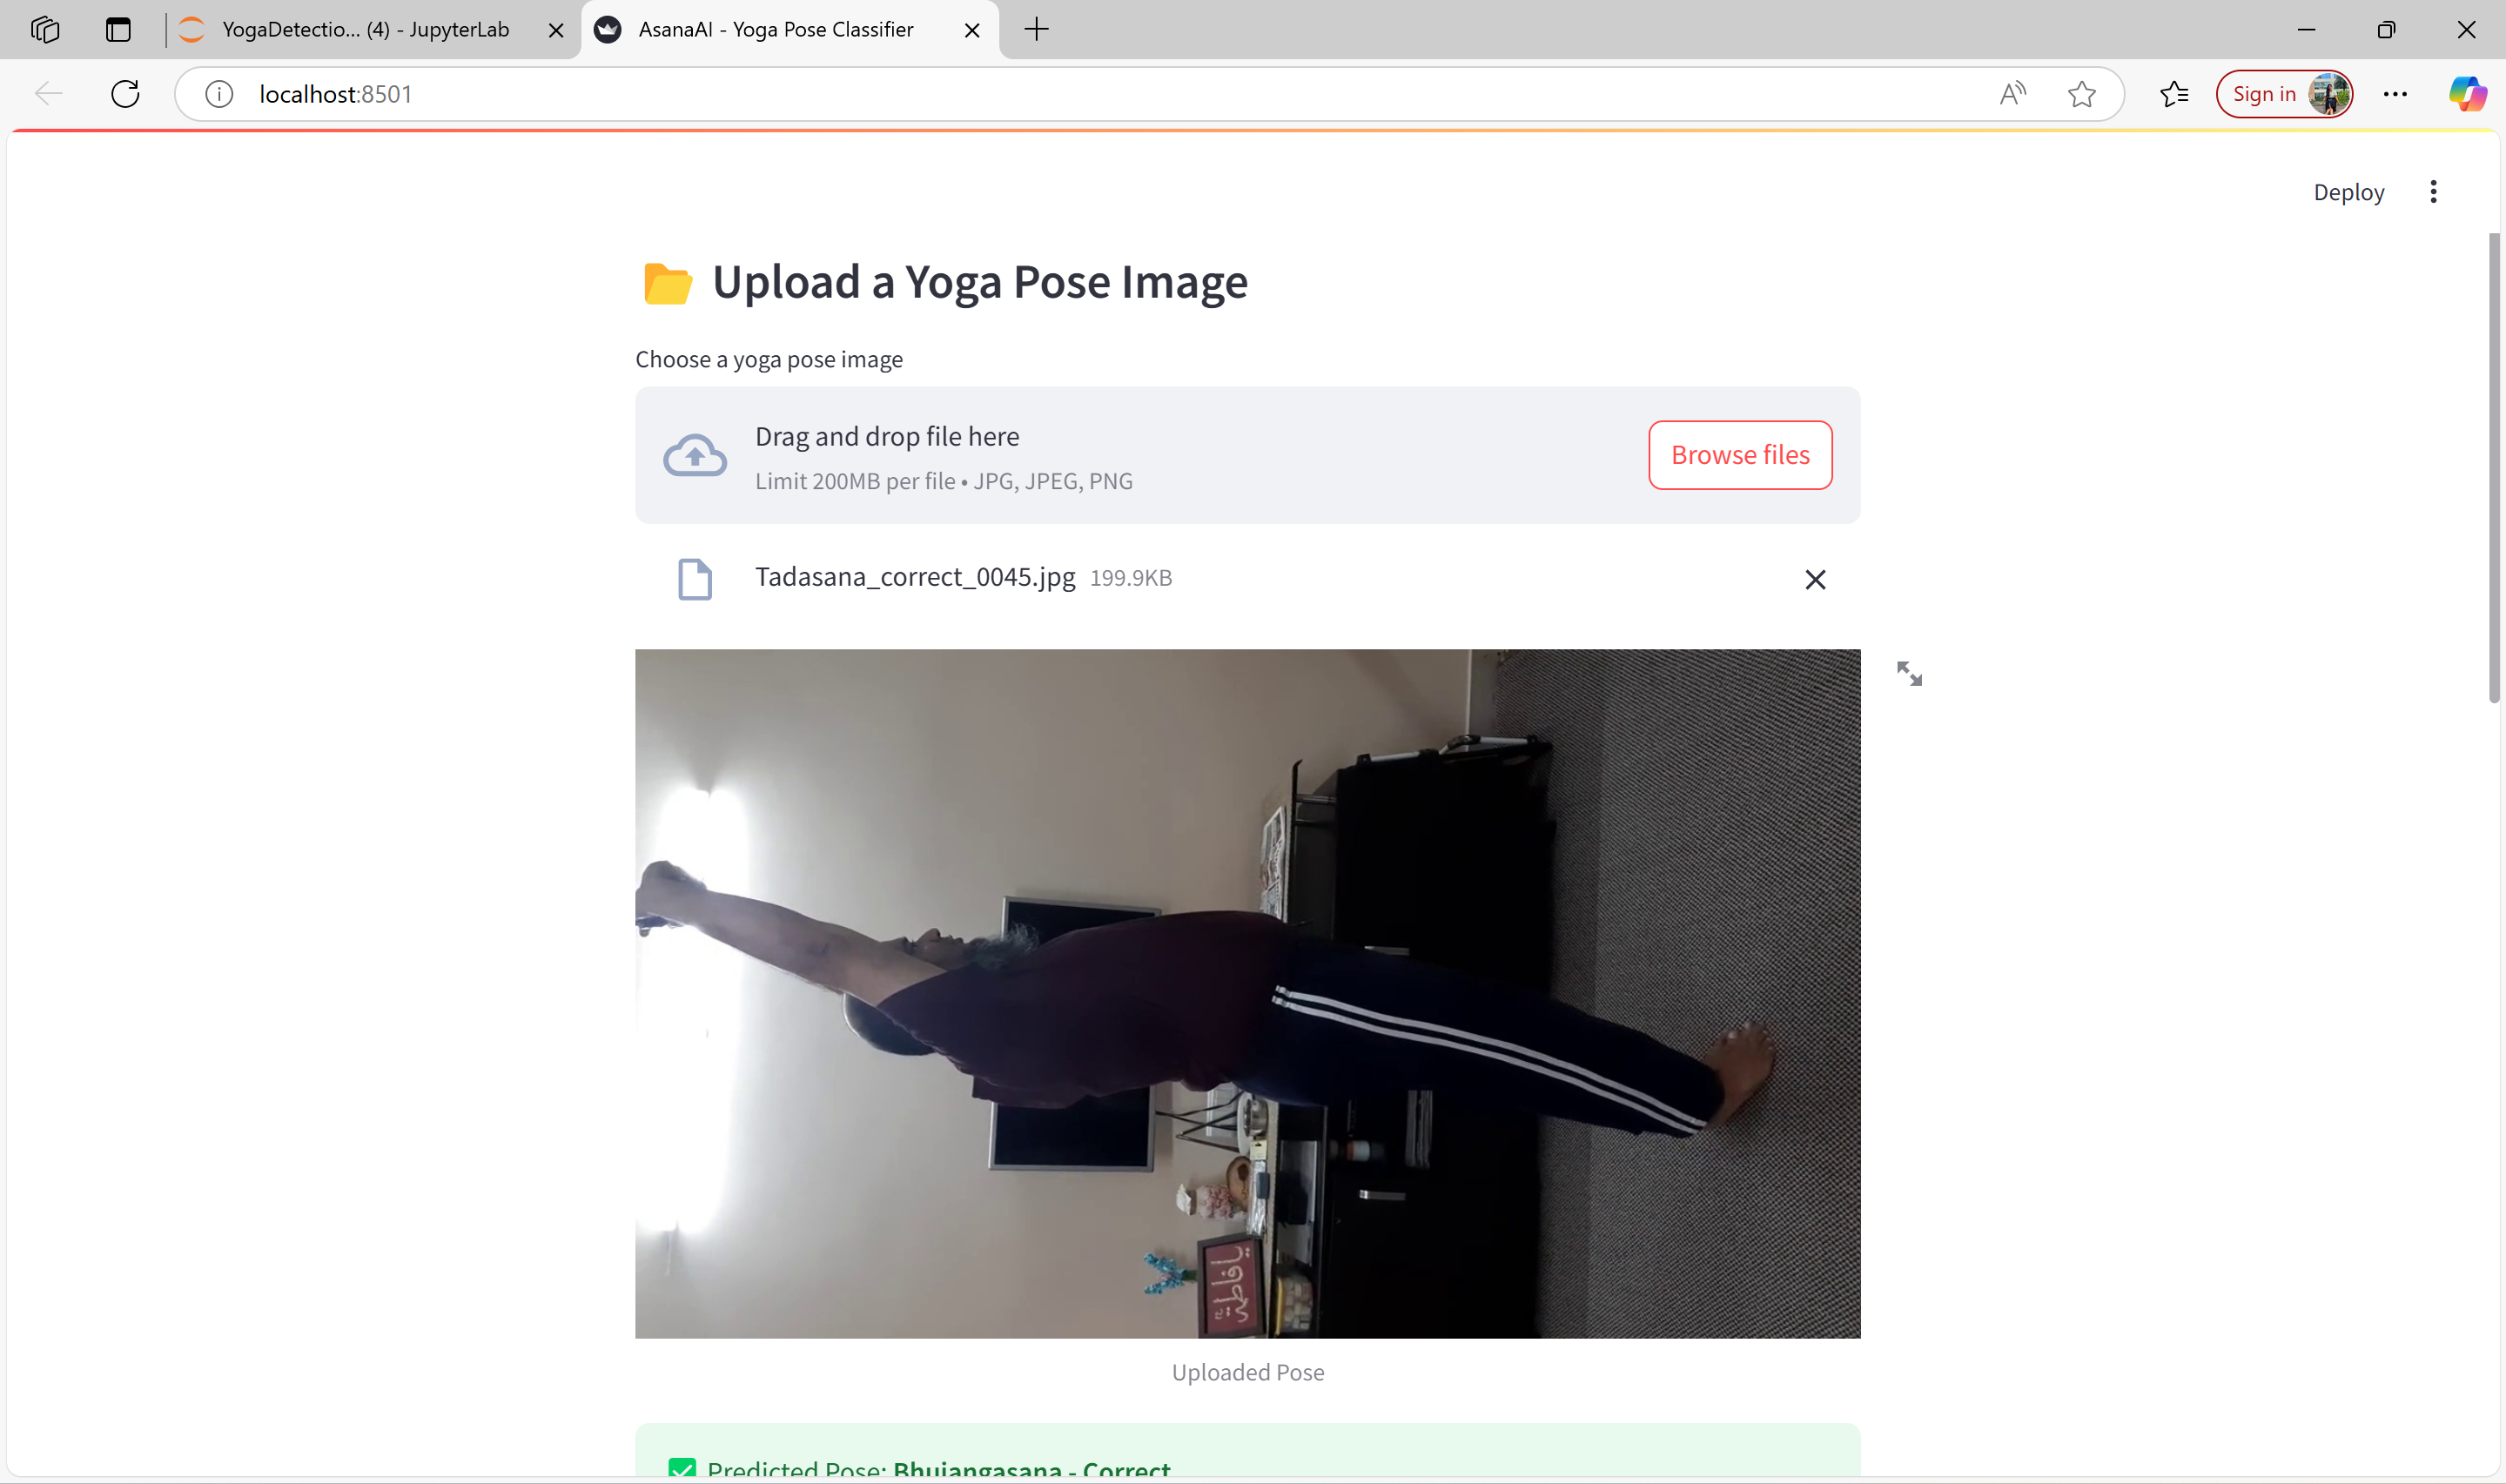 YogaDetectio... (4) - JupyterLab
AsanaAI - Yoga Pose Classifier
localhost:8501
Sign in
Deploy
Upload a Yoga Pose Image
Choose a yoga pose image
Drag and drop file here
Limit 200MB per file • JPG, JPEG, PNG
Browse files
Tadasana_correct_0045.jpg 199.9KB
يا فاطمة
Uploaded Pose
Predicted Pose: Bhujangasana - Correct